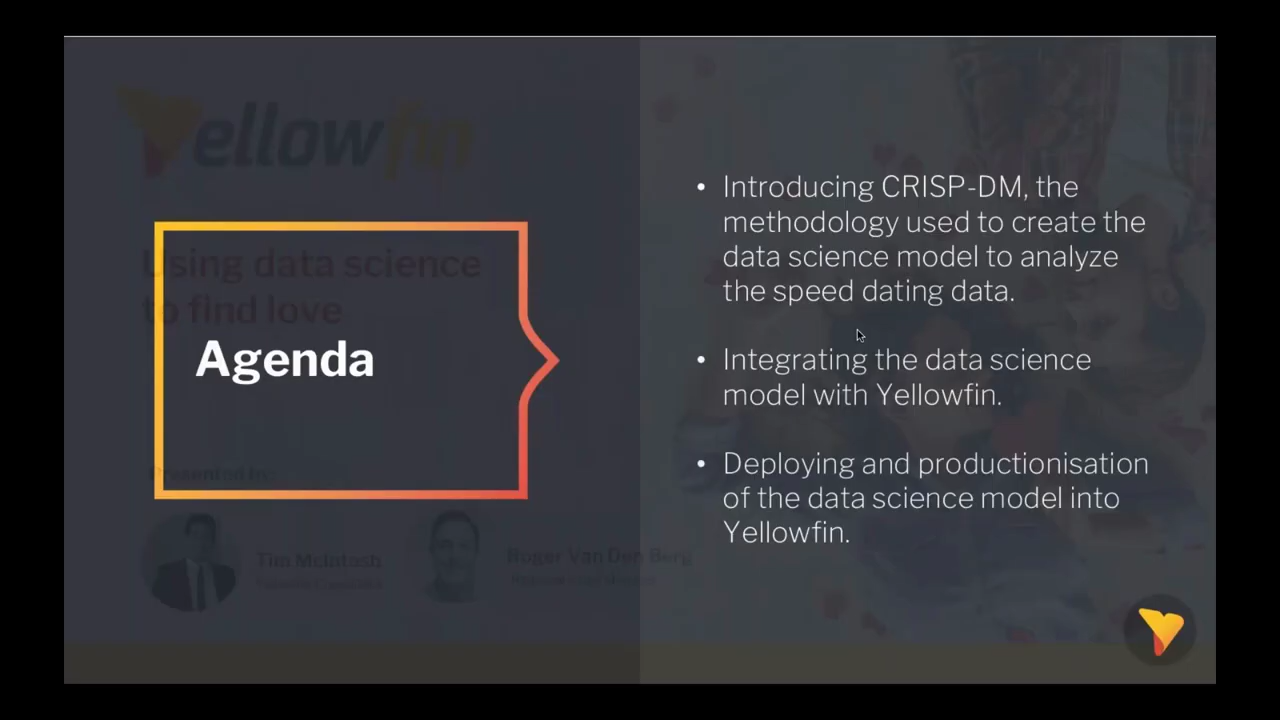 Yellowfin
Using data science
to find love
Agenda
Presented by
Tim McIntosh
Roger Van Den Berg
• Introducing CRISP-DM, the
methodology used to create the
data science model to analyze
the speed dating data.
• Integrating the data science
model with Yellowfin.
• Deploying and productionisation
of the data science model into
Yellowfin.